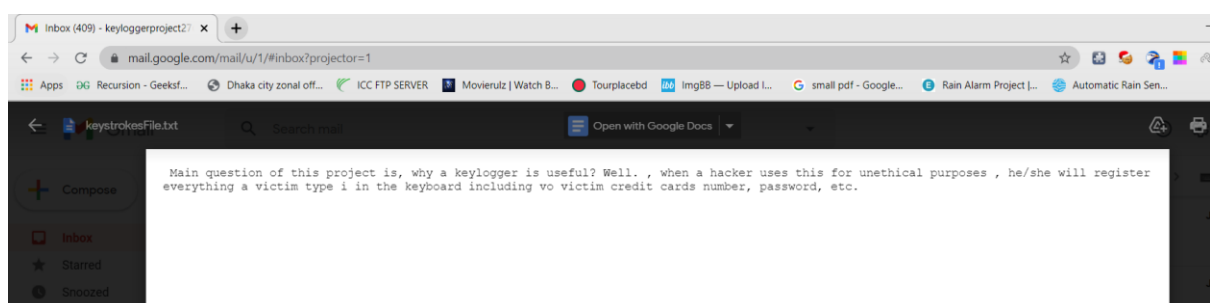 Inbox (409) - keyloggerproject27
mail.google.com/mail/u/1/#inbox?projector=1
Apps GG Recursion - Geeksf... Dhaka city zonal off... ICC FTP SERVER Movierulz | Watch B... Tourplacebd ibb ImgBB — Upload I... G small pdf - Google... Rain Alarm Project |... Automatic Rain Sen...
keystrokesFile.txt Search mail Open with Google Docs
Main question of this project is, why a keylogger is useful? Well. , when a hacker uses this for unethical purposes , he/she will register
everything a victim type i in the keyboard including vo victim credit cards number, password, etc.
Compose
Inbox
Starred
Snoozed